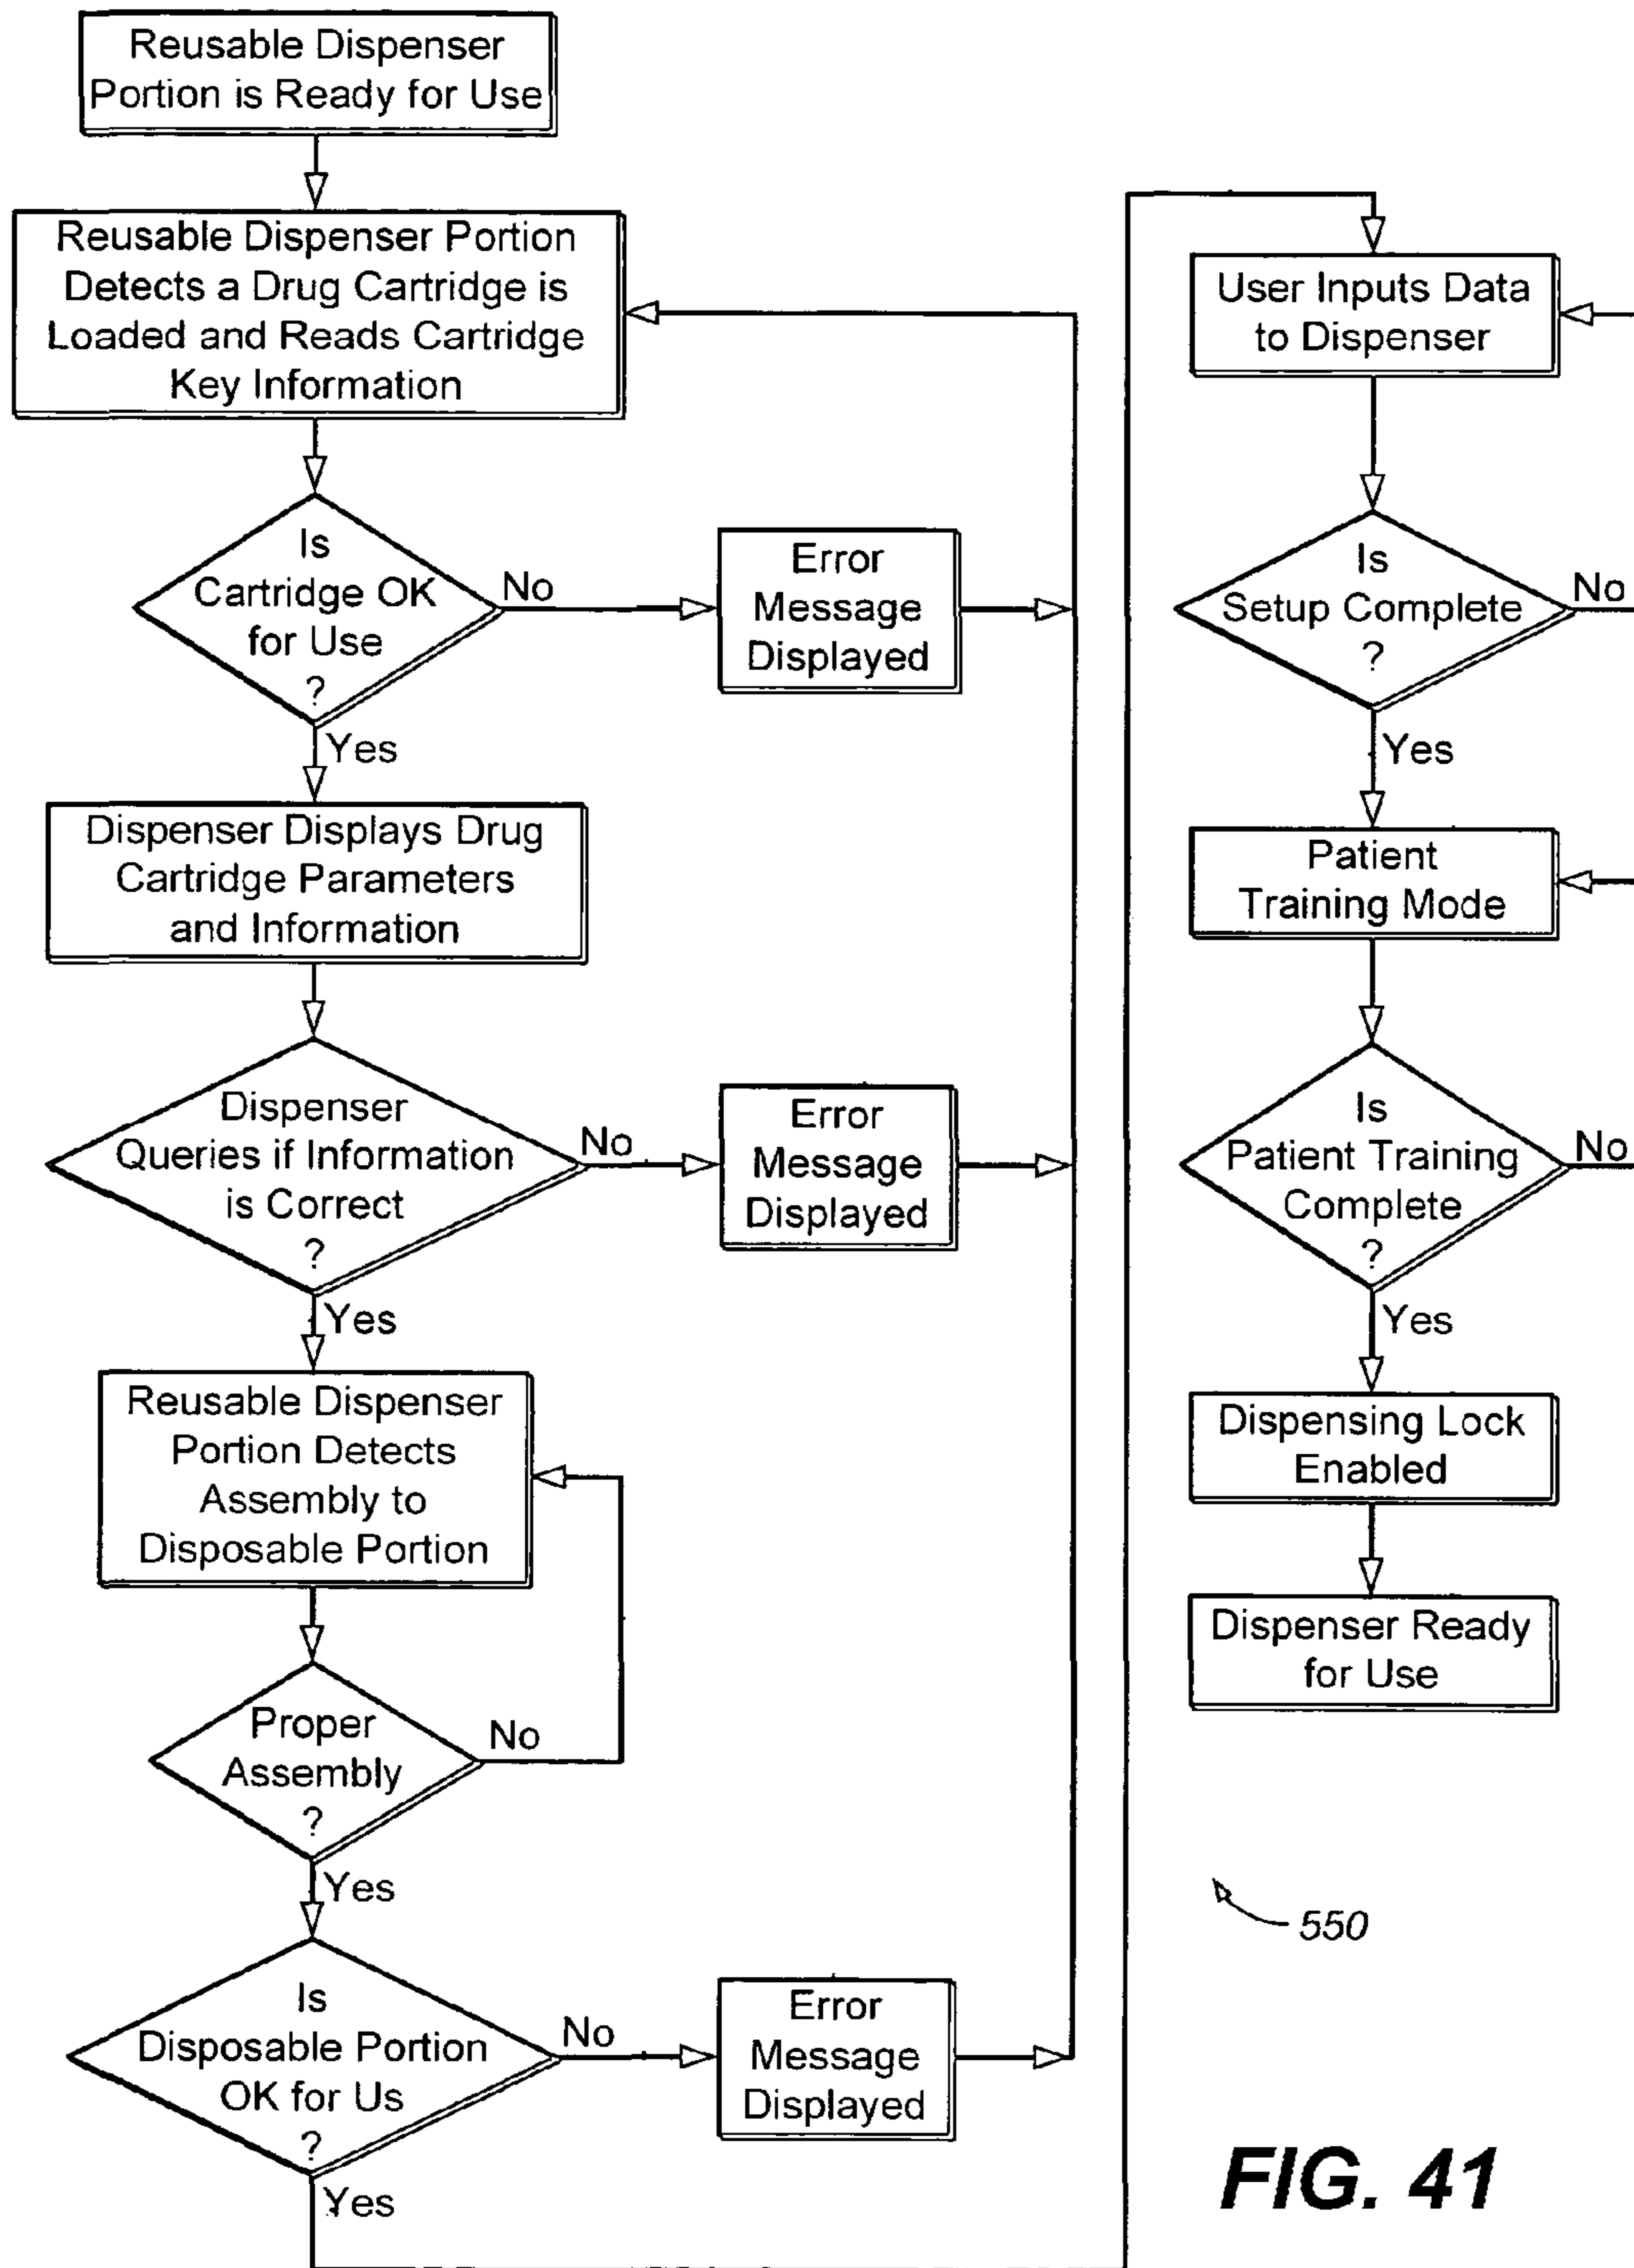 Reusable Dispenser
Portion is Ready for Use
Reusable Dispenser Portion
Detects a Drug Cartridge is
Loaded and Reads Cartridge
Key Information
Is
Cartridge OK
for Use
?
No
Error
Message
Displayed
Yes
Dispenser Displays Drug
Cartridge Parameters
and Information
Dispenser
Queries if Information
is Correct
?
No
Error
Message
Displayed
Yes
Reusable Dispenser
Portion Detects
Assembly to
Disposable Portion
Proper
Assembly
?
No
Yes
Is
Disposable Portion
OK for Us
?
No
Error
Message
Displayed
Yes
User Inputs Data
to Dispenser
Is
Setup Complete
?
No
Yes
Patient
Training Mode
Is
Patient Training
Complete
?
No
Yes
Dispensing Lock
Enabled
Dispenser Ready
for Use
550
FIG. 41